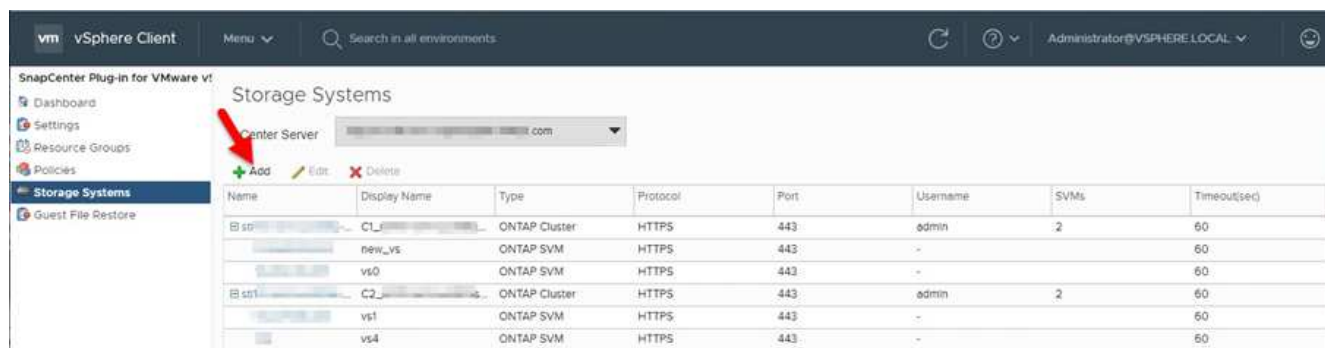 vm vSphere Client Menu Search in all environments Administrator@VSPHERE.LOCAL
SnapCenter Plug-in for VMware vS
Dashboard
Settings
Resource Groups
Policies
Storage Systems
Guest File Restore
Storage Systems
Center Server com
Add Edit Delete
Name Display Name Type Protocol Port Username SVMs Timeout(sec)
C1_ ONTAP Cluster HTTPS 443 admin 2 60
new_vs ONTAP SVM HTTPS 443 - 60
vs0 ONTAP SVM HTTPS 443 - 60
C2_ ONTAP Cluster HTTPS 443 admin 2 60
vs1 ONTAP SVM HTTPS 443 - 60
vs4 ONTAP SVM HTTPS 443 - 60